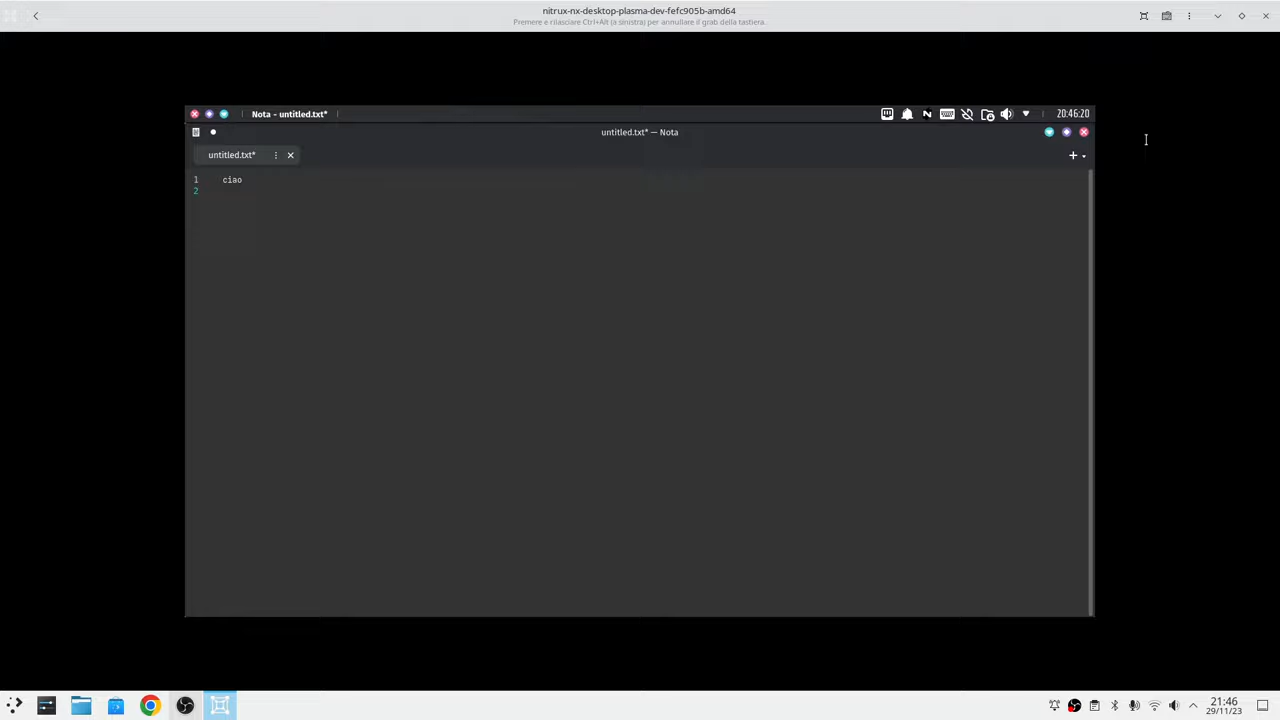 nitrux-nx-desktop-plasma-dev-fefc905b-amd64
Premere e rilasciare Ctrl+Alt (a sinistra) per annullare il grab della tastiera.
Nota - untitled.txt*
20:46:20
untitled.txt* — Nota
untitled.txt*
1 ciao
2
21:46
29/11/23